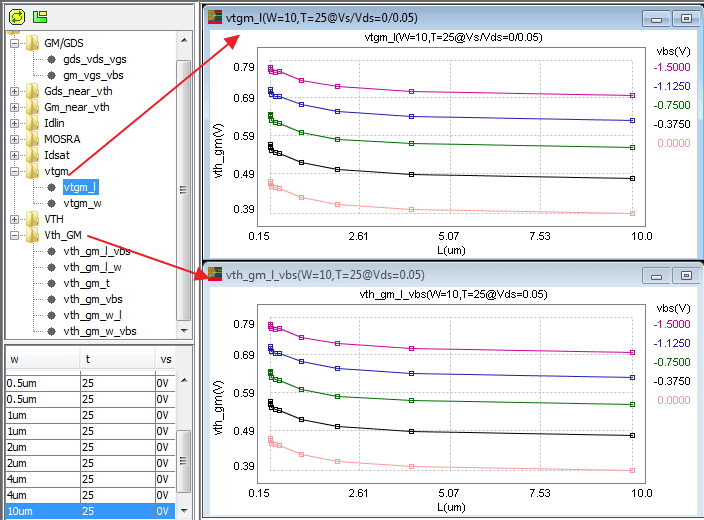 GM/GDS
gds_vds_vgs
gm_vgs_vbs
Gds_near_vth
Gm_near_vth
Idlin
MOSRA
Idsat
vtgm
vtgm_l
vtgm_w
VTH
Vth_GM
vth_gm_l_vbs
vth_gm_l_w
vth_gm_t
vth_gm_vbs
vth_gm_w_l
vth_gm_w_vbs
w t vs
0.5um 25 0V
0.5um 25 0V
1um 25 0V
1um 25 0V
2um 25 0V
2um 25 0V
4um 25 0V
4um 25 0V
10um 25 0V
vtgm_l(W=10,T=25@Vs/Vds=0/0.05)
vtgm_l(W=10,T=25@Vs/Vds=0/0.05)
vbs(V)
-1.5000
-1.1250
-0.7500
-0.3750
0.0000
vth_gm(V)
0.79
0.69
0.59
0.49
0.39
0.15 2.61 5.07 7.53 10.0
L(um)
vth_gm_l_vbs(W=10,T=25@Vds=0.05)
vth_gm_l_vbs(W=10,T=25@Vds=0.05)
vbs(V)
-1.5000
-1.1250
-0.7500
-0.3750
0.0000
vth_gm(V)
0.79
0.69
0.59
0.49
0.39
0.15 2.61 5.07 7.53 10.0
L(um)